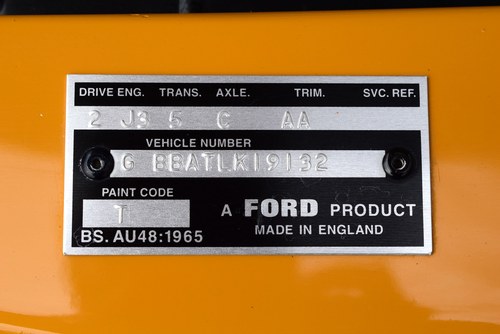 DRIVE ENG. TRANS. AXLE. TRIM. SVC. REF.
2 J3 5 C AA
VEHICLE NUMBER
G BBATLK19132
PAINT CODE
T
A FORD PRODUCT
BS. AU48:1965
MADE IN ENGLAND